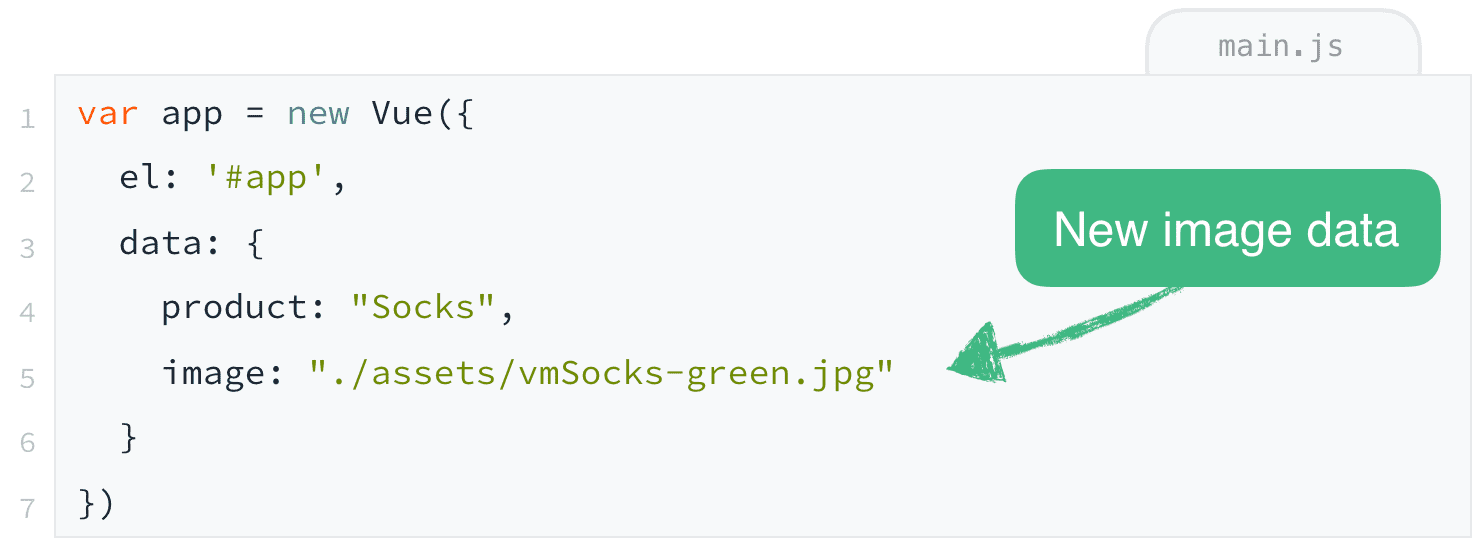 main.js
1 var app = new Vue({
2   el: '#app',
3   data: {
4     product: "Socks",
5     image: "./assets/vmSocks-green.jpg"
6   }
7 })
New image data